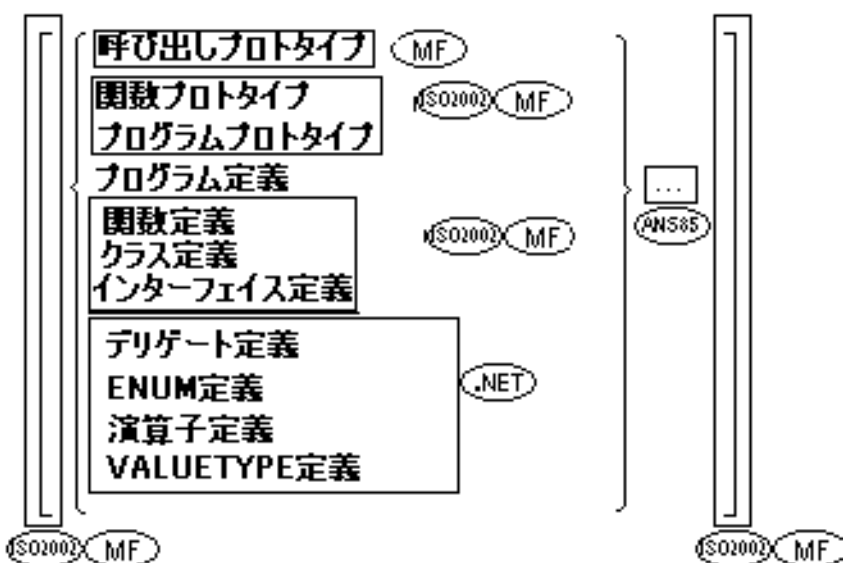 呼び出しプロトタイプ MF
関数プロトタイプ ISO2002 MF
プログラムプロトタイプ
プログラム定義 ...
関数定義 ANS85
クラス定義 ISO2002 MF
インターフェイス定義
デリゲート定義
ENUM定義 .NET
演算子定義
VALUETYPE定義
ISO2002 MF ISO2002 MF